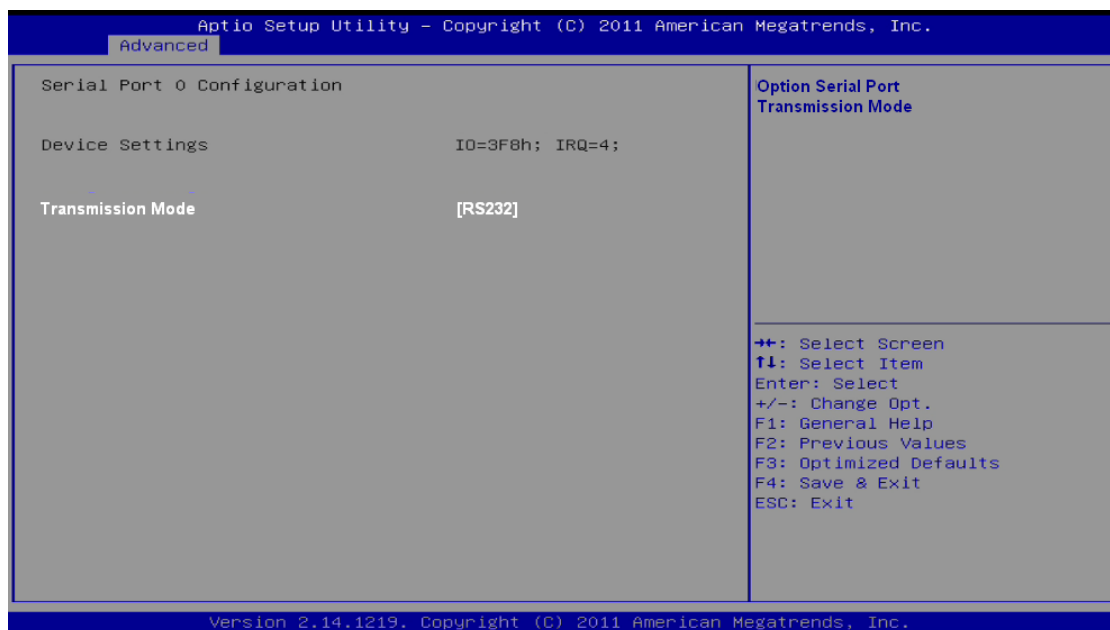 Aptio Setup Utility – Copyright (C) 2011 American Megatrends, Inc.
Advanced
Serial Port 0 Configuration
Device Settings IO=3F8h; IRQ=4;
Transmission Mode [RS232]
Option Serial Port
Transmission Mode
→←: Select Screen
↑↓: Select Item
Enter: Select
+/-: Change Opt.
F1: General Help
F2: Previous Values
F3: Optimized Defaults
F4: Save & Exit
ESC: Exit
Version 2.14.1219. Copyright (C) 2011 American Megatrends, Inc.